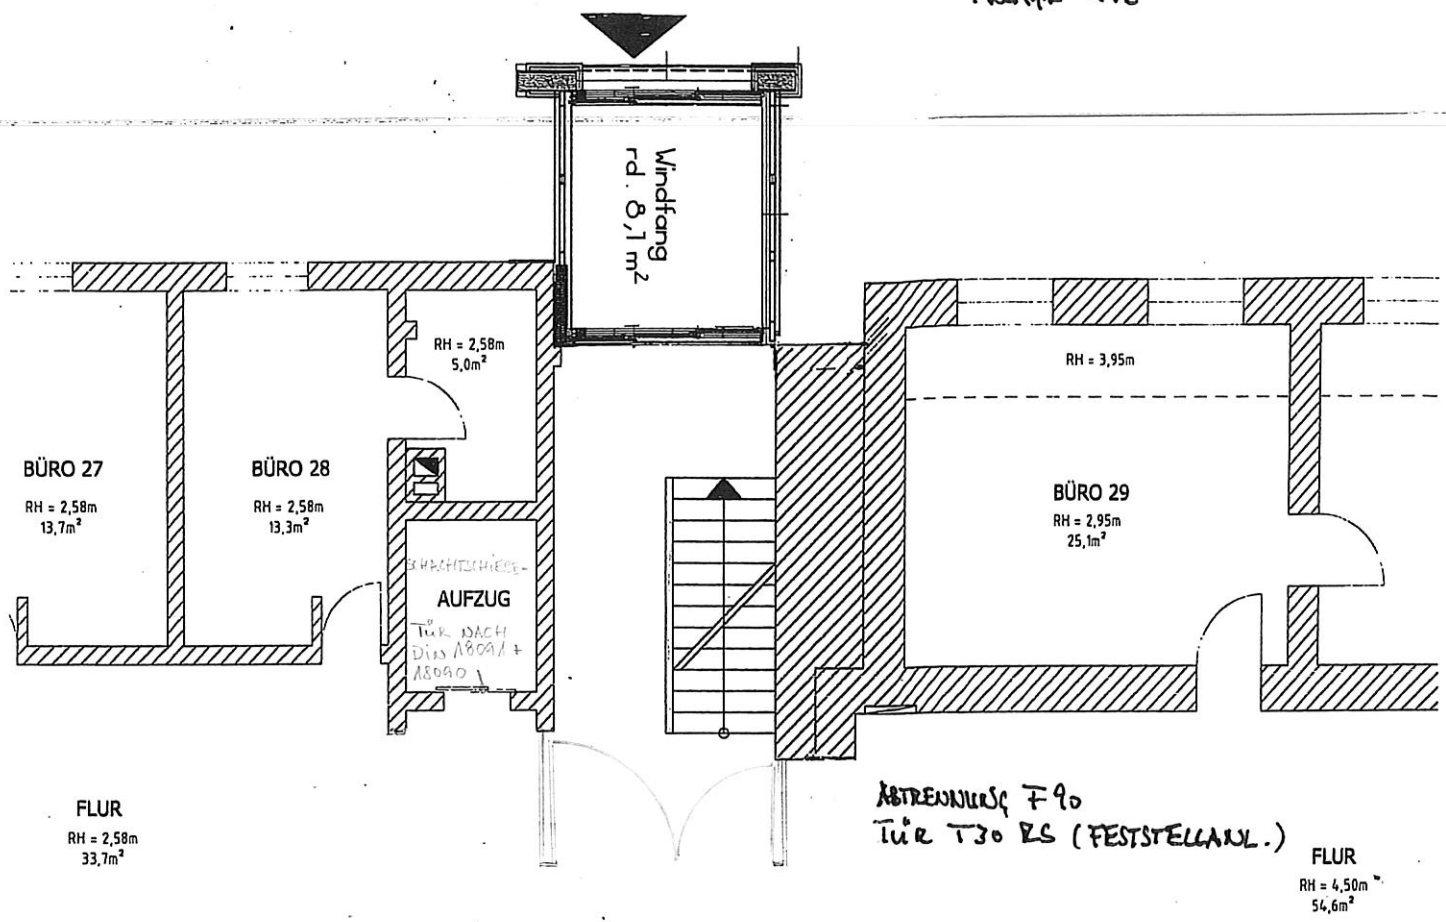 Windfang
rd. 8,1 m²
RH = 2,58m
5,0m²
RH = 3,95m
BÜRO 27
RH = 2,58m
13,7m²
BÜRO 28
RH = 2,58m
13,3m²
BÜRO 29
RH = 2,95m
25,1m²
SCHACHTSCHIEBE-
AUFZUG
TÜR NACH
DIN 18091 +
18090
ABTRENNUNG F90
TÜR T30 RS (FESTSTELLANL.)
FLUR
RH = 2,58m
33,7m²
FLUR
RH = 4,50m
54,6m²